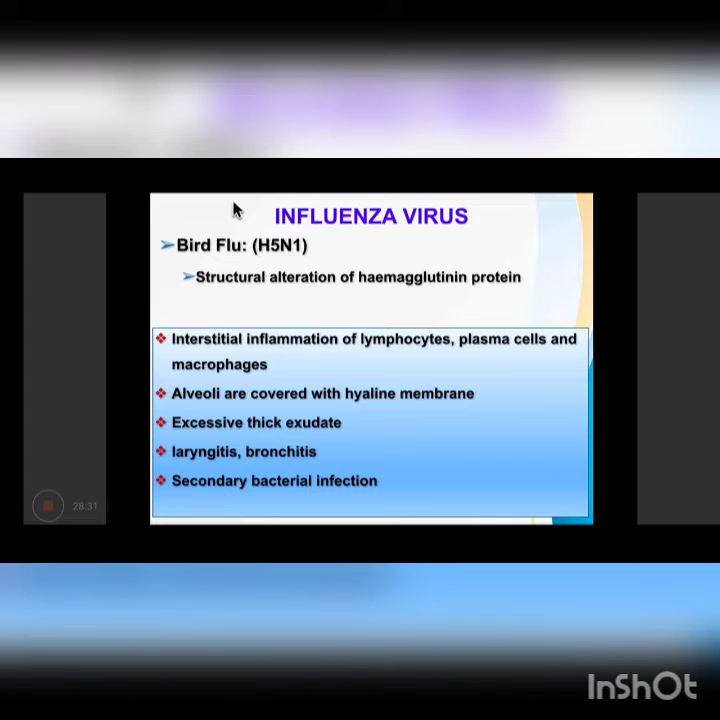 INFLUENZA VIRUS
➢Bird Flu: (H5N1)
➢Structural alteration of haemagglutinin protein
❖ Interstitial inflammation of lymphocytes, plasma cells and
macrophages
❖ Alveoli are covered with hyaline membrane
❖ Excessive thick exudate
❖ laryngitis, bronchitis
❖ Secondary bacterial infection
28:31
InShOt